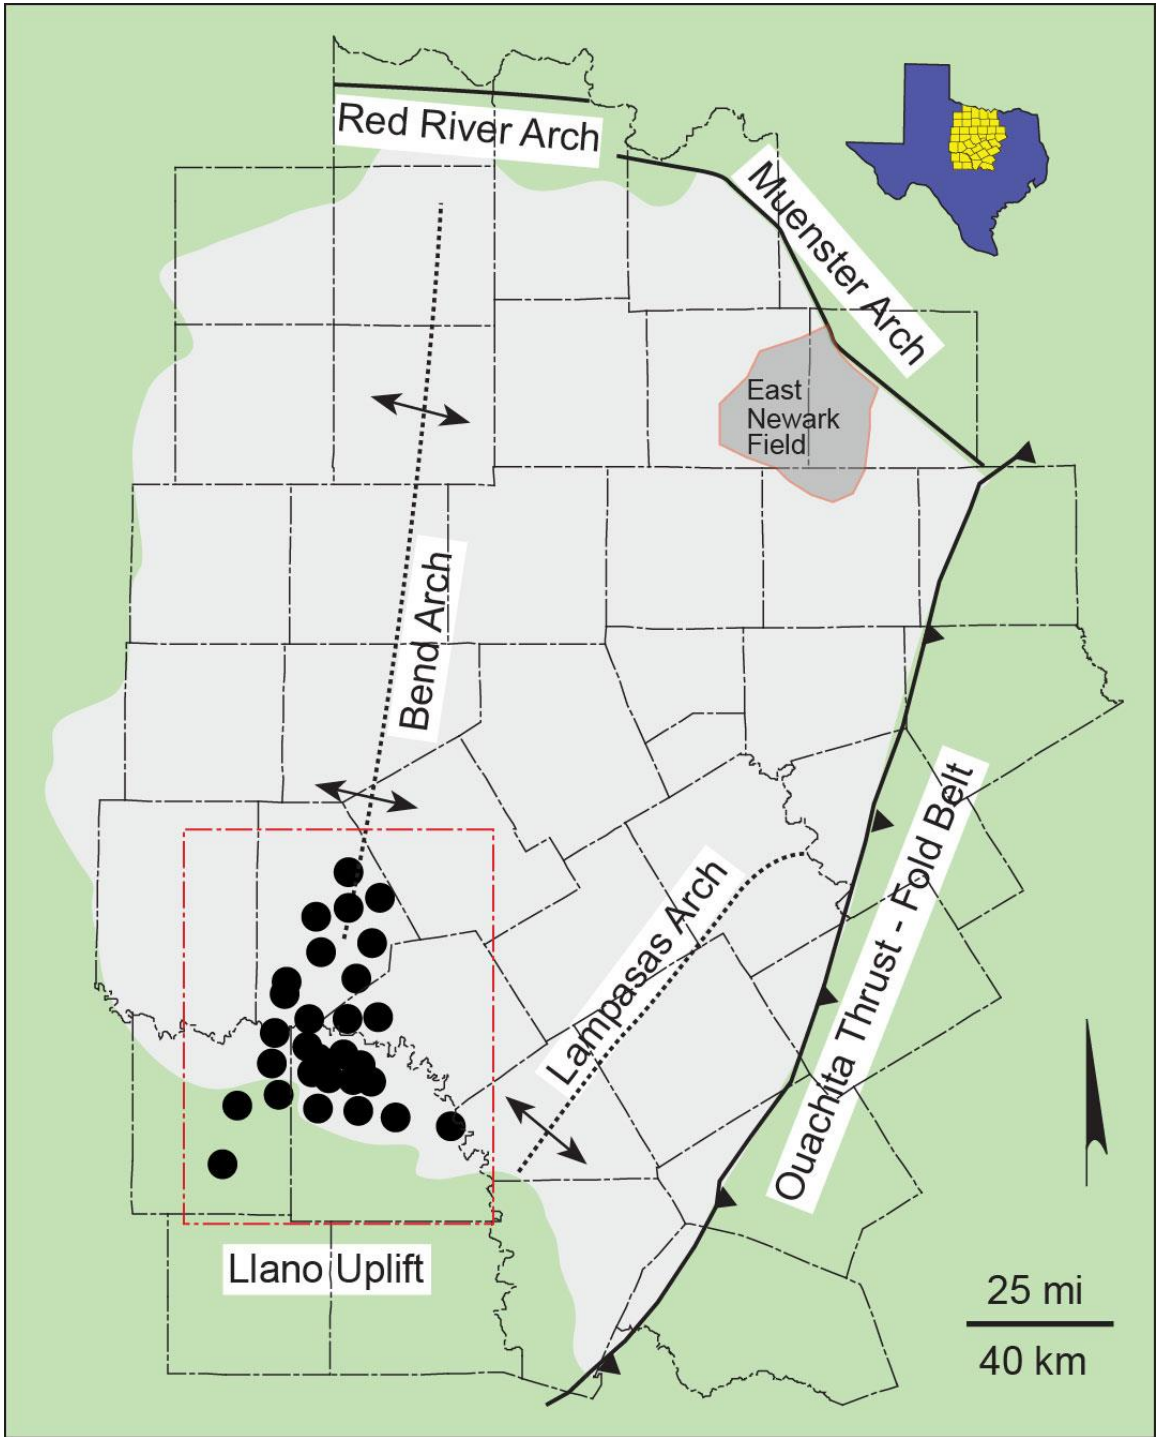 Red River Arch
Muenster Arch
East
Newark
Field
Bend Arch
Lampasas Arch
Ouachita Thrust - Fold Belt
Llano Uplift
25 mi
40 km